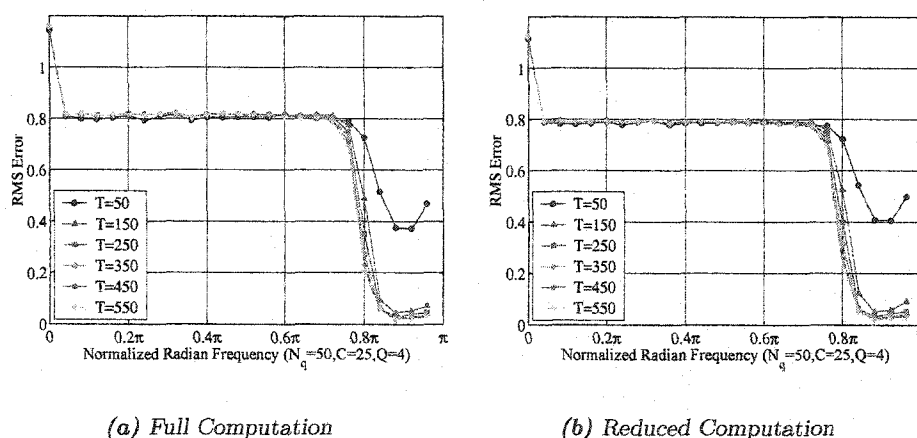 1
0.8
0.6
0.4
0.2
0
RMS Error
T=50
T=150
T=250
T=350
T=450
T=550
0 0.2π 0.4π 0.6π 0.8π π
Normalized Radian Frequency (N_q=50,C=25,Q=4)
(a) Full Computation
1
0.8
0.6
0.4
0.2
0
RMS Error
T=50
T=150
T=250
T=350
T=450
T=550
0 0.2π 0.4π 0.6π 0.8π π
Normalized Radian Frequency (N_q=50,C=25,Q=4)
(b) Reduced Computation